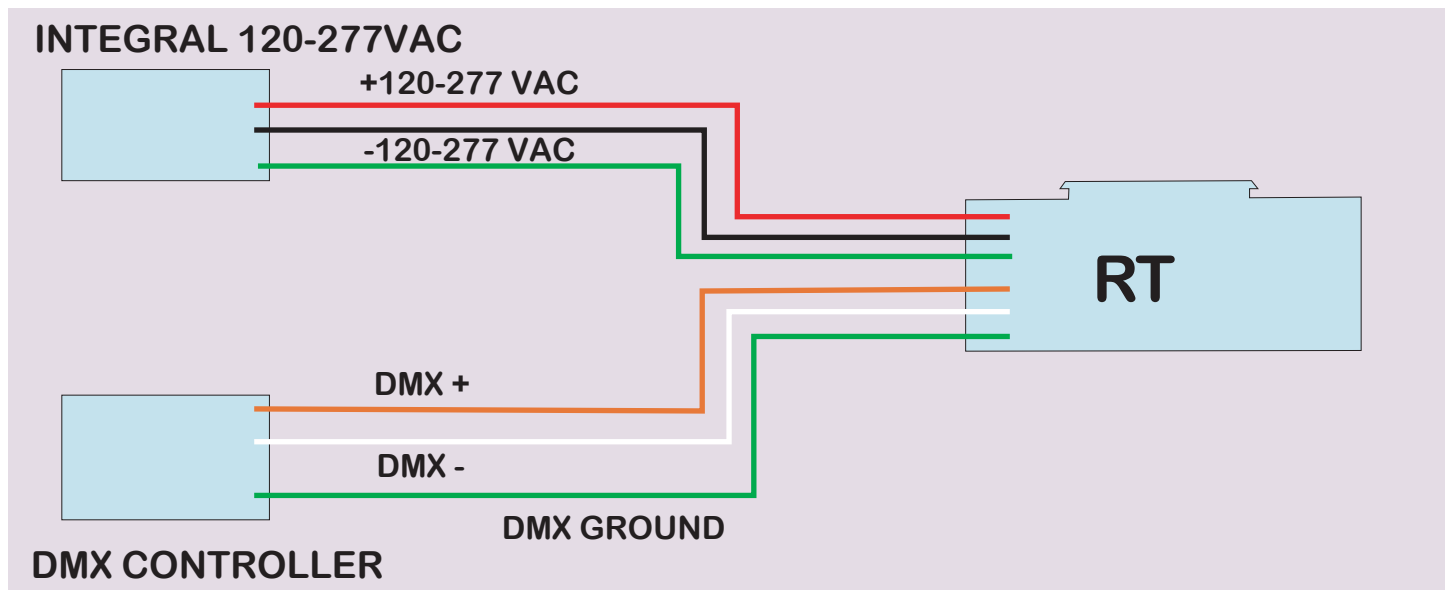 INTEGRAL 120-277VAC
+120-277 VAC
-120-277 VAC
RT
DMX +
DMX -
DMX GROUND
DMX CONTROLLER